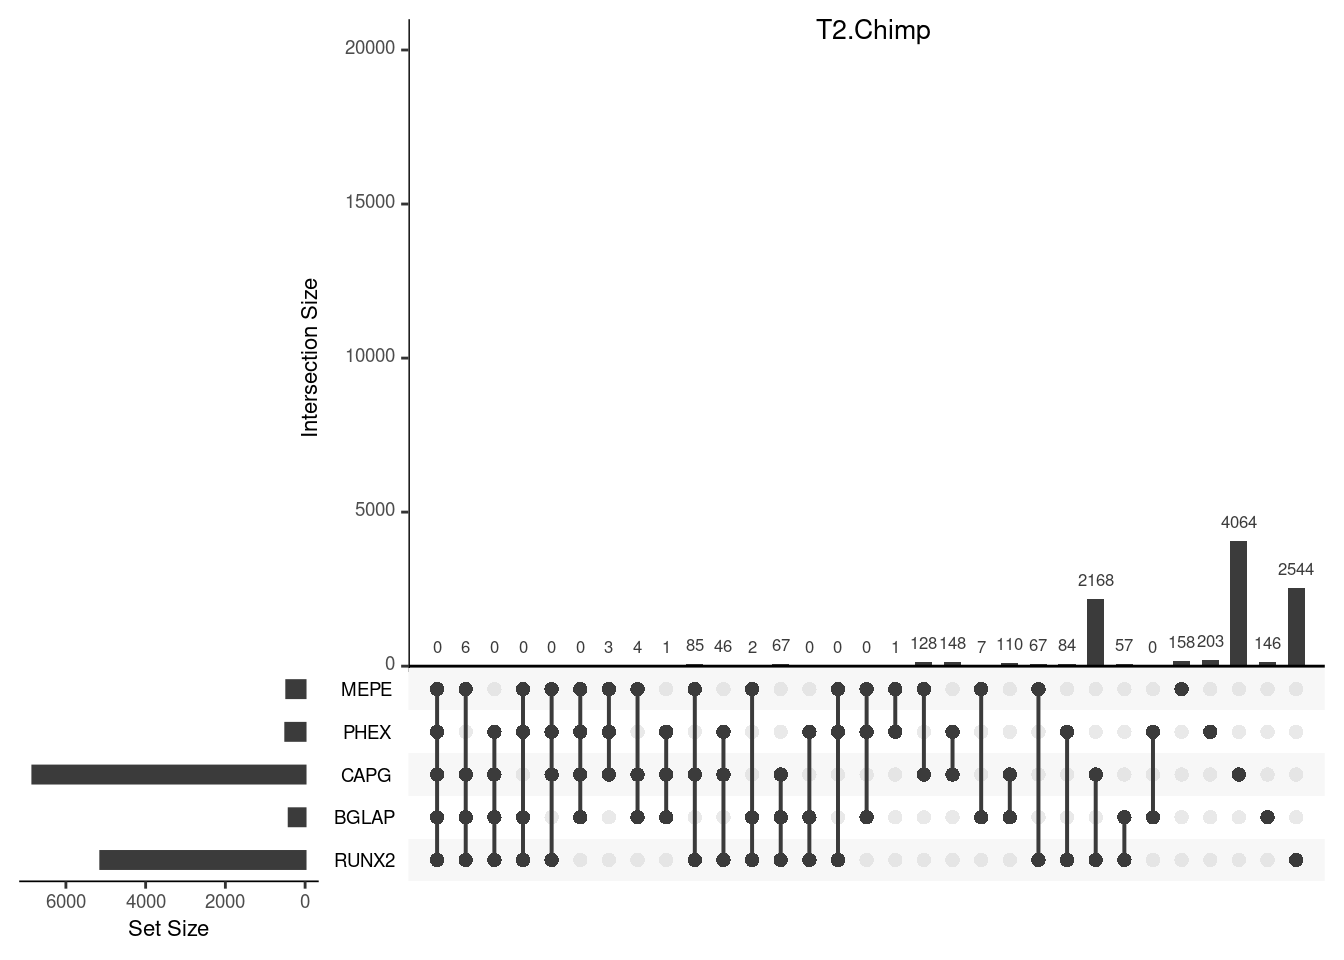 T2.Chimp
20000
15000
10000
5000
0
Intersection Size
4064
2544
2168
0 6 0 0 0 0 3 4 1 85 46 2 67 0 0 0 1 128 148 7 110 67 84 57 0 158 203 146
MEPE
PHEX
CAPG
BGLAP
RUNX2
6000 4000 2000 0
Set Size